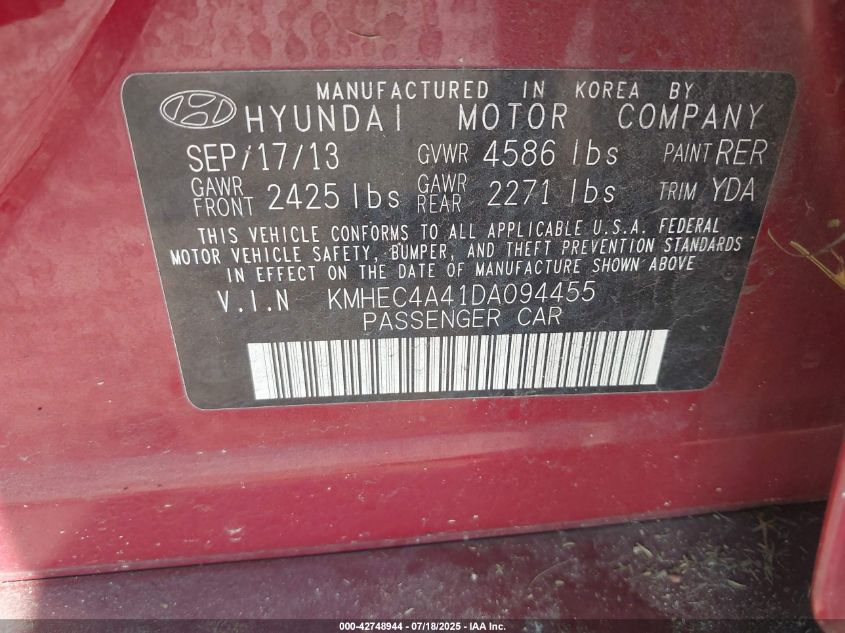 MANUFACTURED IN KOREA BY
HYUNDAI MOTOR COMPANY
SEP/17/13 GVWR 4586 lbs PAINT RER
GAWR FRONT 2425 lbs GAWR REAR 2271 lbs TRIM YDA
THIS VEHICLE CONFORMS TO ALL APPLICABLE U.S.A. FEDERAL
MOTOR VEHICLE SAFETY, BUMPER, AND THEFT PREVENTION STANDARDS
IN EFFECT ON THE DATE OF MANUFACTURE SHOWN ABOVE
V.I.N KMHEC4A41DA094455
PASSENGER CAR
000-42748944 - 07/18/2025 - IAA Inc.